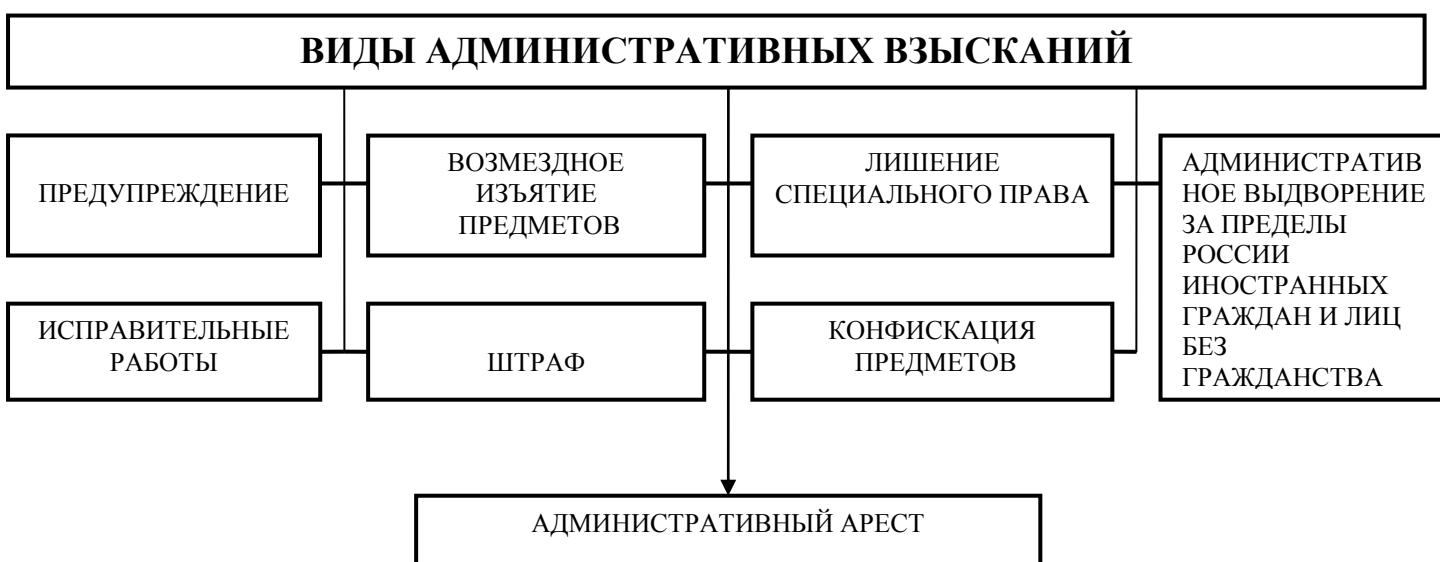 ВИДЫ АДМИНИСТРАТИВНЫХ ВЗЫСКАНИЙ
ПРЕДУПРЕЖДЕНИЕ
ВОЗМЕЗДНОЕ
ИЗЪЯТИЕ
ПРЕДМЕТОВ
ЛИШЕНИЕ
СПЕЦИАЛЬНОГО ПРАВА
АДМИНИСТРАТИВ
НОЕ ВЫДВОРЕНИЕ
ЗА ПРЕДЕЛЫ
РОССИИ
ИНОСТРАННЫХ
ГРАЖДАН И ЛИЦ
БЕЗ
ГРАЖДАНСТВА
ИСПРАВИТЕЛЬНЫЕ
РАБОТЫ
ШТРАФ
КОНФИСКАЦИЯ
ПРЕДМЕТОВ
АДМИНИСТРАТИВНЫЙ АРЕСТ